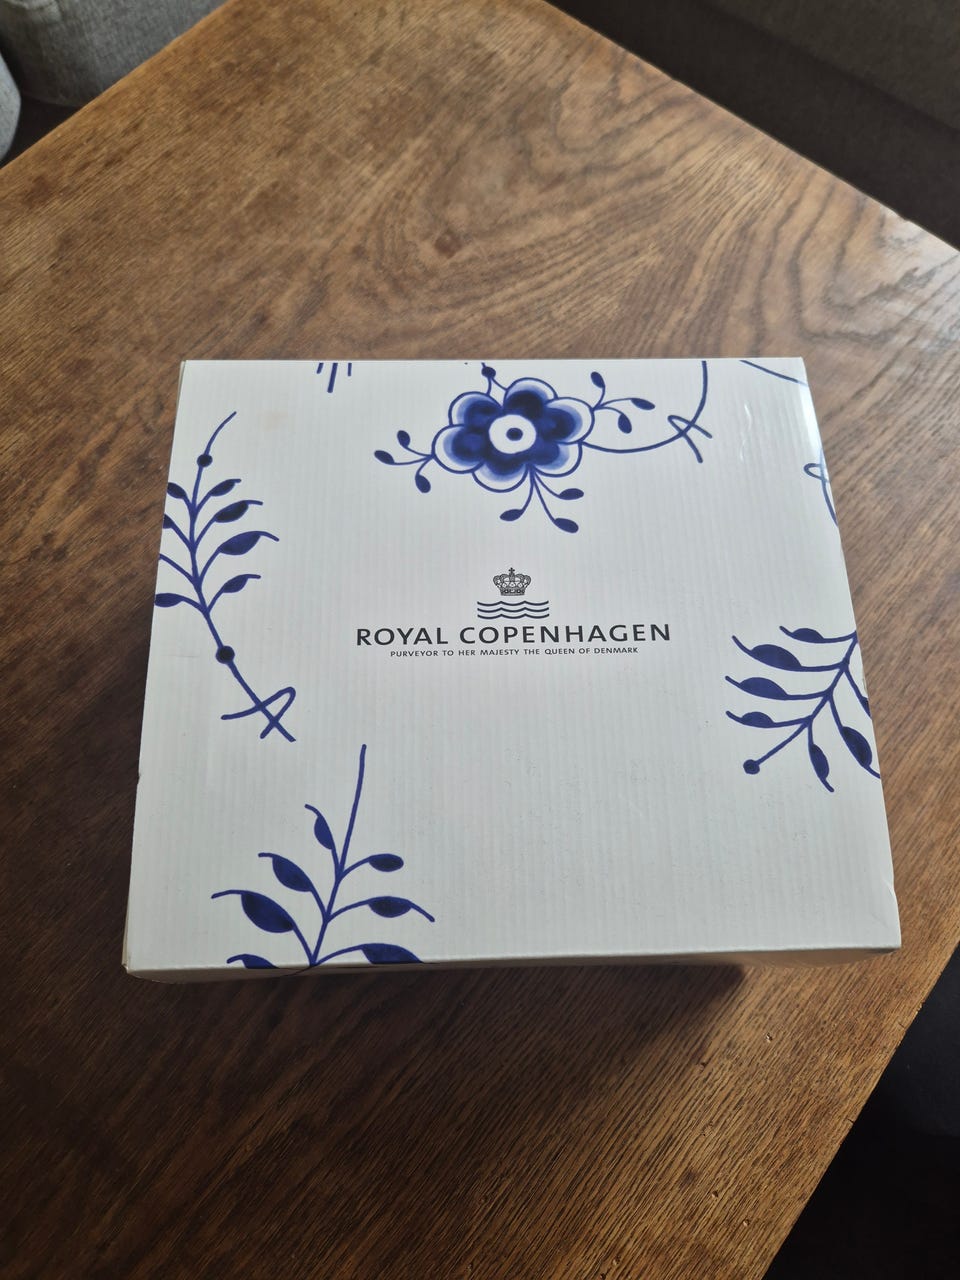 ROYAL COPENHAGEN
PURVEYOR TO HER MAJESTY THE QUEEN OF DENMARK